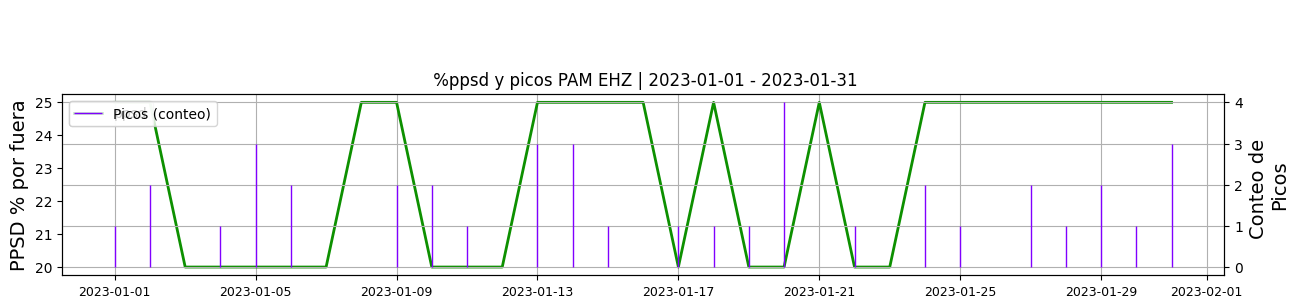 %ppsd y picos PAM EHZ | 2023-01-01 - 2023-01-31
PPSD % por fuera
25
24
23
22
21
20
Picos (conteo)
4
3
2
1
0
Conteo de
Picos
2023-01-01 2023-01-05 2023-01-09 2023-01-13 2023-01-17 2023-01-21 2023-01-25 2023-01-29 2023-02-01